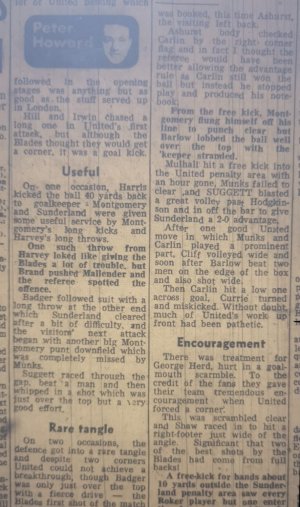 Peter
Howard
followed in the opening
stages was anything but as
good as the stuff served up
in London.
Hill and Irwin chased a
long one in United's first
attack, but although the
Blades thought they would get
a corner, it was a goal kick.
Useful
On one occasion, Harris
kicked the ball 40 yards back
to goalkeeper Montgomery
and Sunderland were given
some useful service by Mont-
gomery's long kicks and
Harvey's long throws.
One such throw from
Harvey looked like giving the
Blades a lot of trouble, but
Brand pushed Mallender and
the referee spotted the
offence.
Badger followed suit with a
long throw at the other end
which Sunderland cleared
after a bit of difficulty, and
the visitors' next attack
began with another big Mont-
gomery punt downfield which
was completely missed by
Munks.
Suggett raced through the
gap, beat a man and then
whipped in a shot which was
just over the top but a very
good effort.
Rare tangle
On two occasions, the
defence got into a rare tangle
and despite two corners
United could not achieve a
breakthrough, though Badger
was only just over the top
with a fierce drive — the
Blades first shot of the match
was booked, this time Ashurst,
the visiting left back.
Ashurst body checked
Carlin by the right corner
flag and in fact I thought the
referee would have been
better allowing the advantage
rule as Carlin still won the
ball but instead he stopped
play and produced his note-
book.
From the free kick, Mont-
gomery flung himself off his
line to punch clear but
Barlow lobbed the ball well
over the top with the
keeper stranded.
Mulhall hit a free kick into
the United penalty area with
an hour gone, Munks failed to
clear and SUGGETT blasted
a great volley past Hodgkin-
son and in off the bar to give
Sunderland a 2-0 advantage.
After one good United
move in which Munks and
Carlin played a prominent
part, Cliff volleyed wide and
soon after Barlow beat two
men on the edge of the box
and also shot wide.
Then Carlin hit a low one
across goal, Currie turned
and miskicked. Without doubt,
much of United's work up
front had been pathetic.
Encouragement
There was treatment for
George Herd, hurt in a goal-
mouth scramble. To the
credit of the fans they gave
their team tremendous en-
couragement when United
forced a corner.
This was scrambled clear
and Shaw raced in to hit a
right-footer just wide of the
angle. Significant that two
of the best shots by the
Blades had come from full
backs!
A free-kick for hands about
10 yards outside the Sunder-
land penalty area saw every
Roker player but one enter